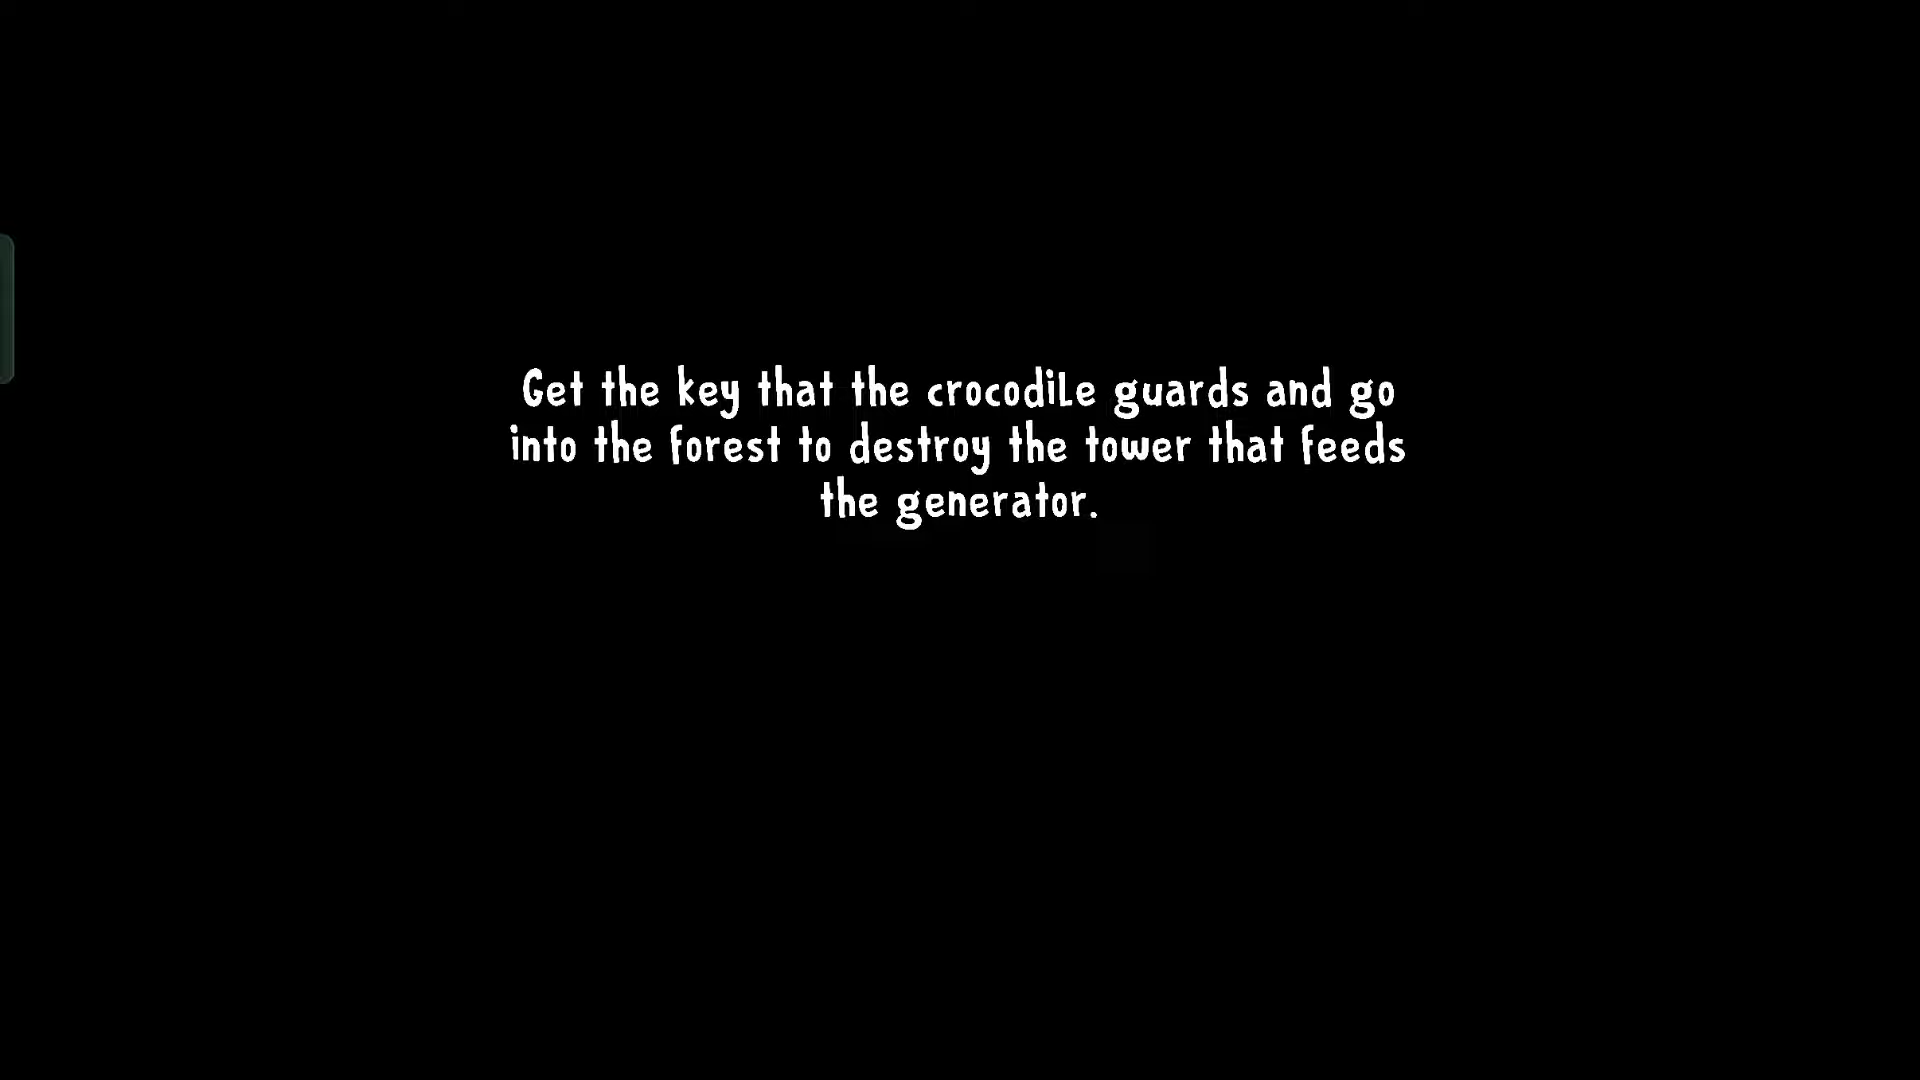 Get the key that the crocodile guards and go
into the forest to destroy the tower that feeds
the generator.